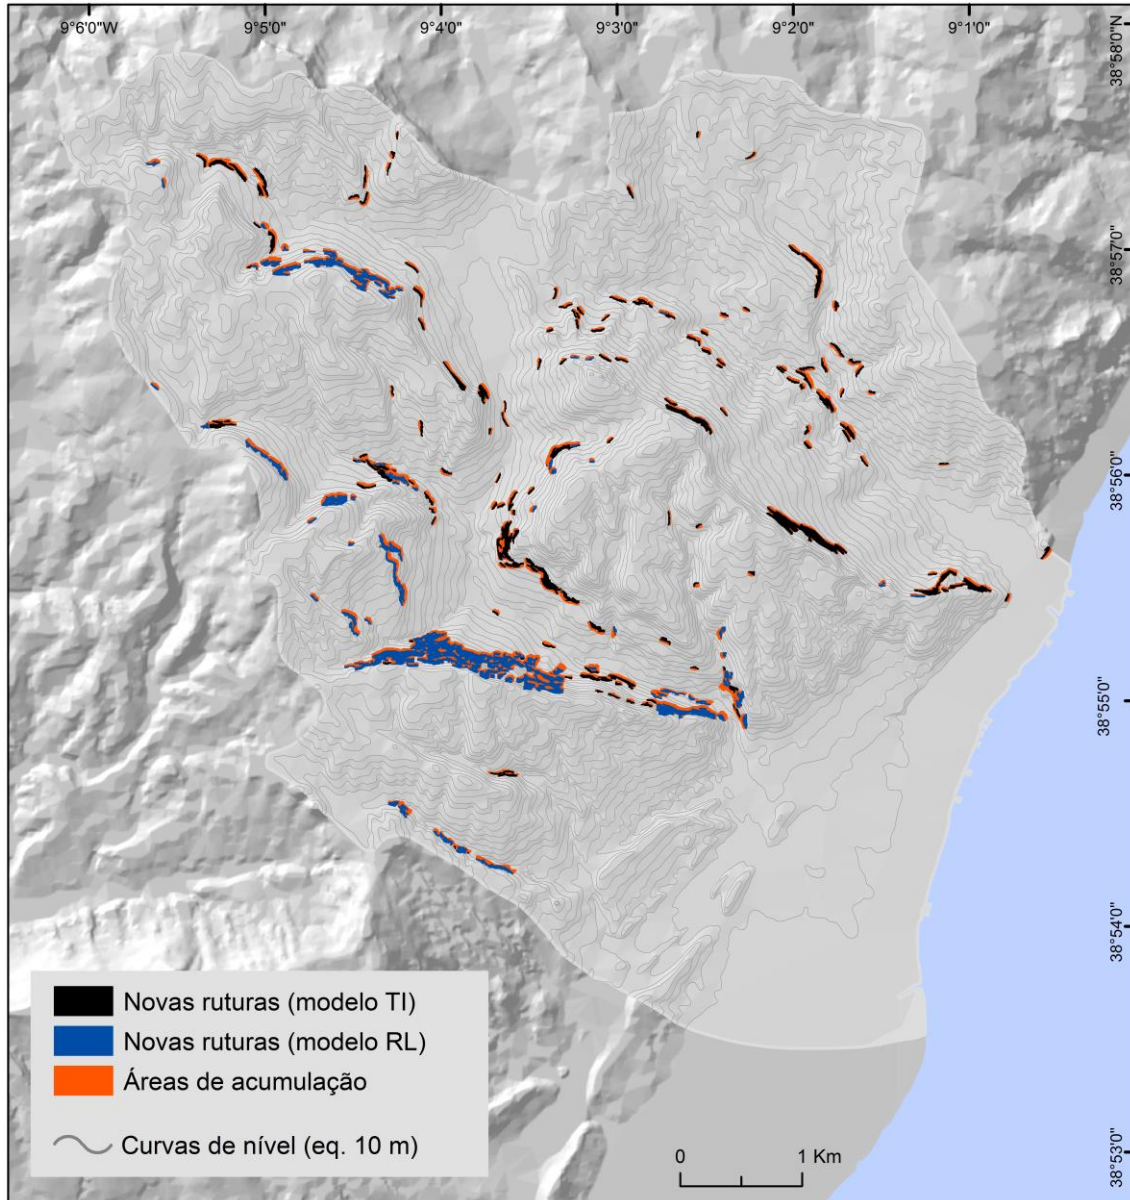 9°6'0"W 9°50'0" 9°4'0" 9°3'0" 9°2'0" 9°1'0"
38°58'0"N
38°57'0"
38°56'0"
38°55'0"
38°54'0"
38°53'0"
Novas ruturas (modelo TI)
Novas ruturas (modelo RL)
Áreas de acumulação
Curvas de nível (eq. 10 m)
0 1 Km